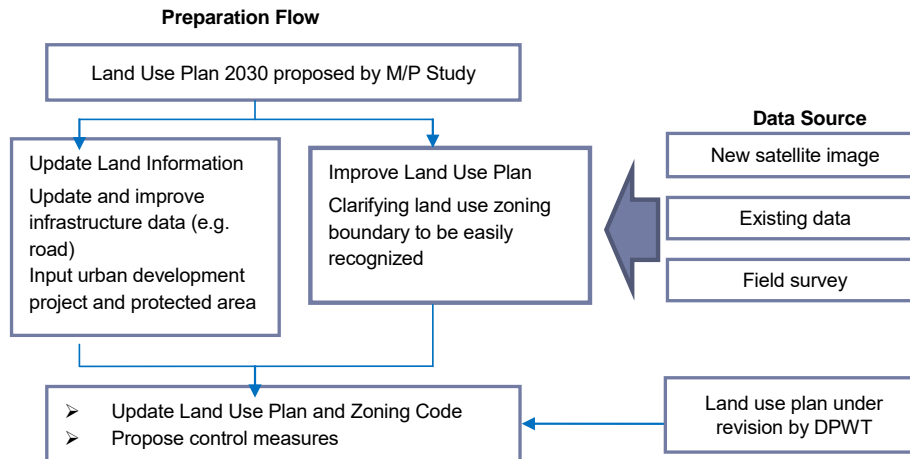 Preparation Flow
Land Use Plan 2030 proposed by M/P Study
Update Land Information
Update and improve
infrastructure data (e.g.
road)
Input urban development
project and protected area
Improve Land Use Plan
Clarifying land use zoning
boundary to be easily
recognized
Data Source
New satellite image
Existing data
Field survey
➢ Update Land Use Plan and Zoning Code
➢ Propose control measures
Land use plan under
revision by DPWT